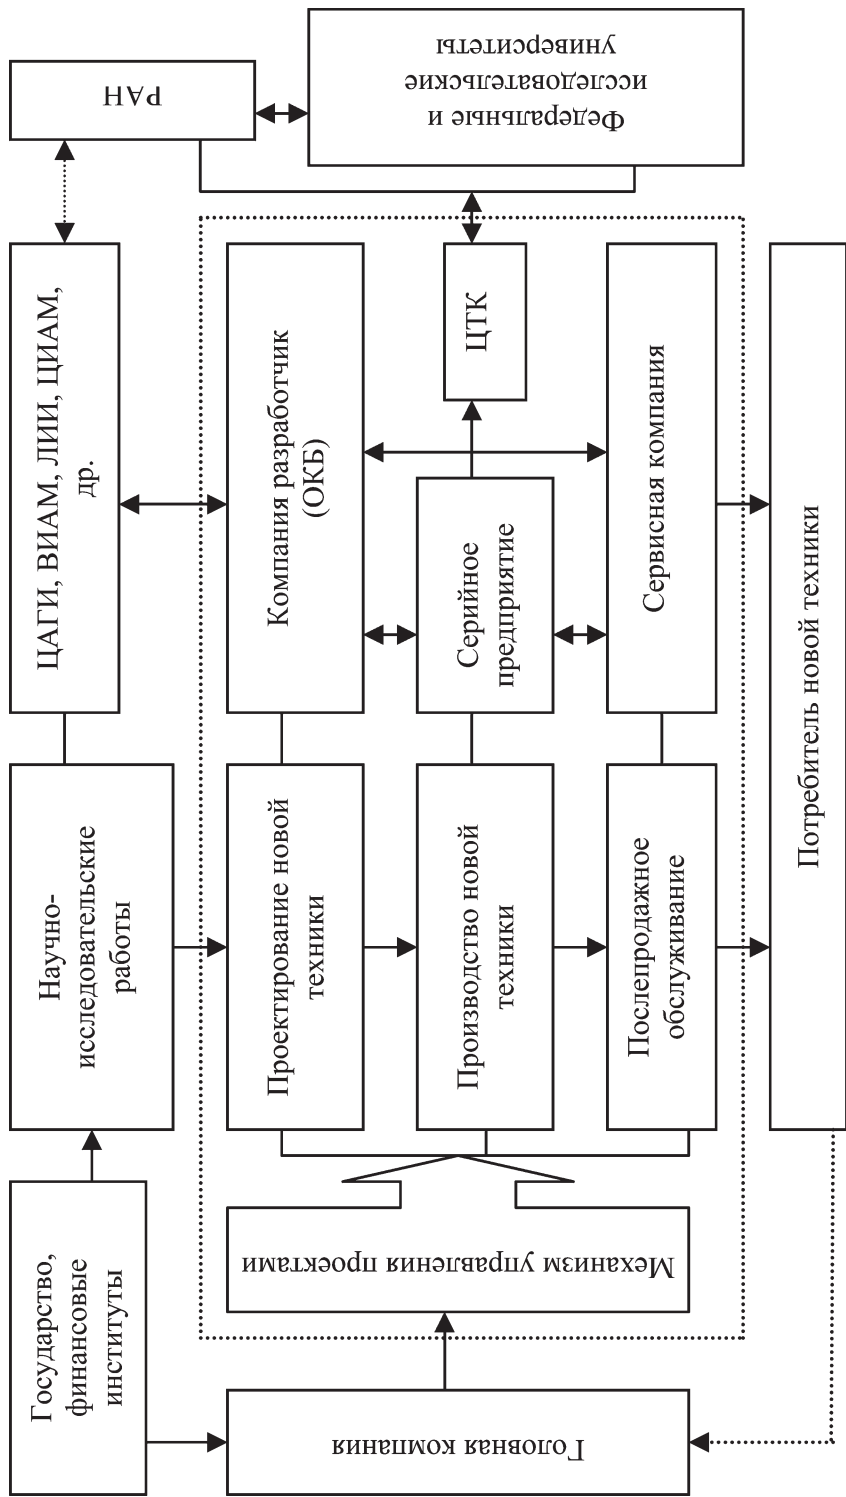 Государство,
финансовые
институты
Научно-
исследовательские
работы
ЦАГИ, ВИАМ, ЛИИ, ЦИАМ,
др.
РАН
Головная компания
Механизм управления проектами
Проектирование новой
техники
Компания разработчик
(ОКБ)
Производство новой
техники
Серийное
предприятие
ЦТК
Федеральные и
исследовательские
университеты
Послепродажное
обслуживание
Сервисная компания
Потребитель новой техники